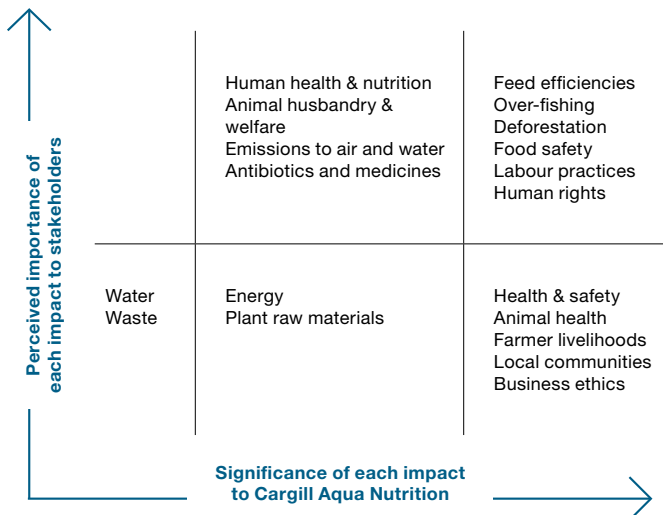 Perceived importance of
each impact to stakeholders
Human health & nutrition
Animal husbandry &
welfare
Emissions to air and water
Antibiotics and medicines
Feed efficiencies
Over-fishing
Deforestation
Food safety
Labour practices
Human rights
Water
Waste
Energy
Plant raw materials
Health & safety
Animal health
Farmer livelihoods
Local communities
Business ethics
Significance of each impact
to Cargill Aqua Nutrition